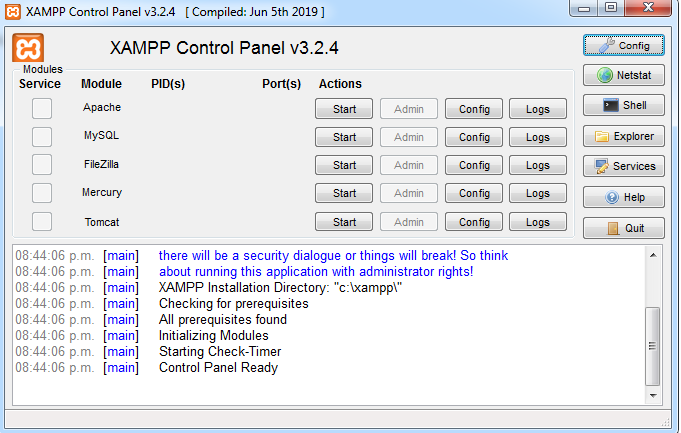 XAMPP Control Panel v3.2.4 [ Compiled: Jun 5th 2019 ]
XAMPP Control Panel v3.2.4
Config
Modules
Service Module PID(s) Port(s) Actions
Netstat
Apache Start Admin Config Logs
Shell
MySQL Start Admin Config Logs
Explorer
FileZilla Start Admin Config Logs
Services
Mercury Start Admin Config Logs
Help
Tomcat Start Admin Config Logs
Quit
08:44:06 p.m. [main] there will be a security dialogue or things will break! So think
08:44:06 p.m. [main] about running this application with administrator rights!
08:44:06 p.m. [main] XAMPP Installation Directory: "c:\xampp\"
08:44:06 p.m. [main] Checking for prerequisites
08:44:06 p.m. [main] All prerequisites found
08:44:06 p.m. [main] Initializing Modules
08:44:06 p.m. [main] Starting Check-Timer
08:44:06 p.m. [main] Control Panel Ready